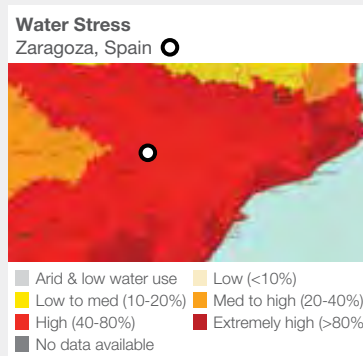 Water Stress
Zaragoza, Spain
Arid & low water use
Low (<10%)
Low to med (10-20%)
Med to high (20-40%)
High (40-80%)
Extremely high (>80%
No data available